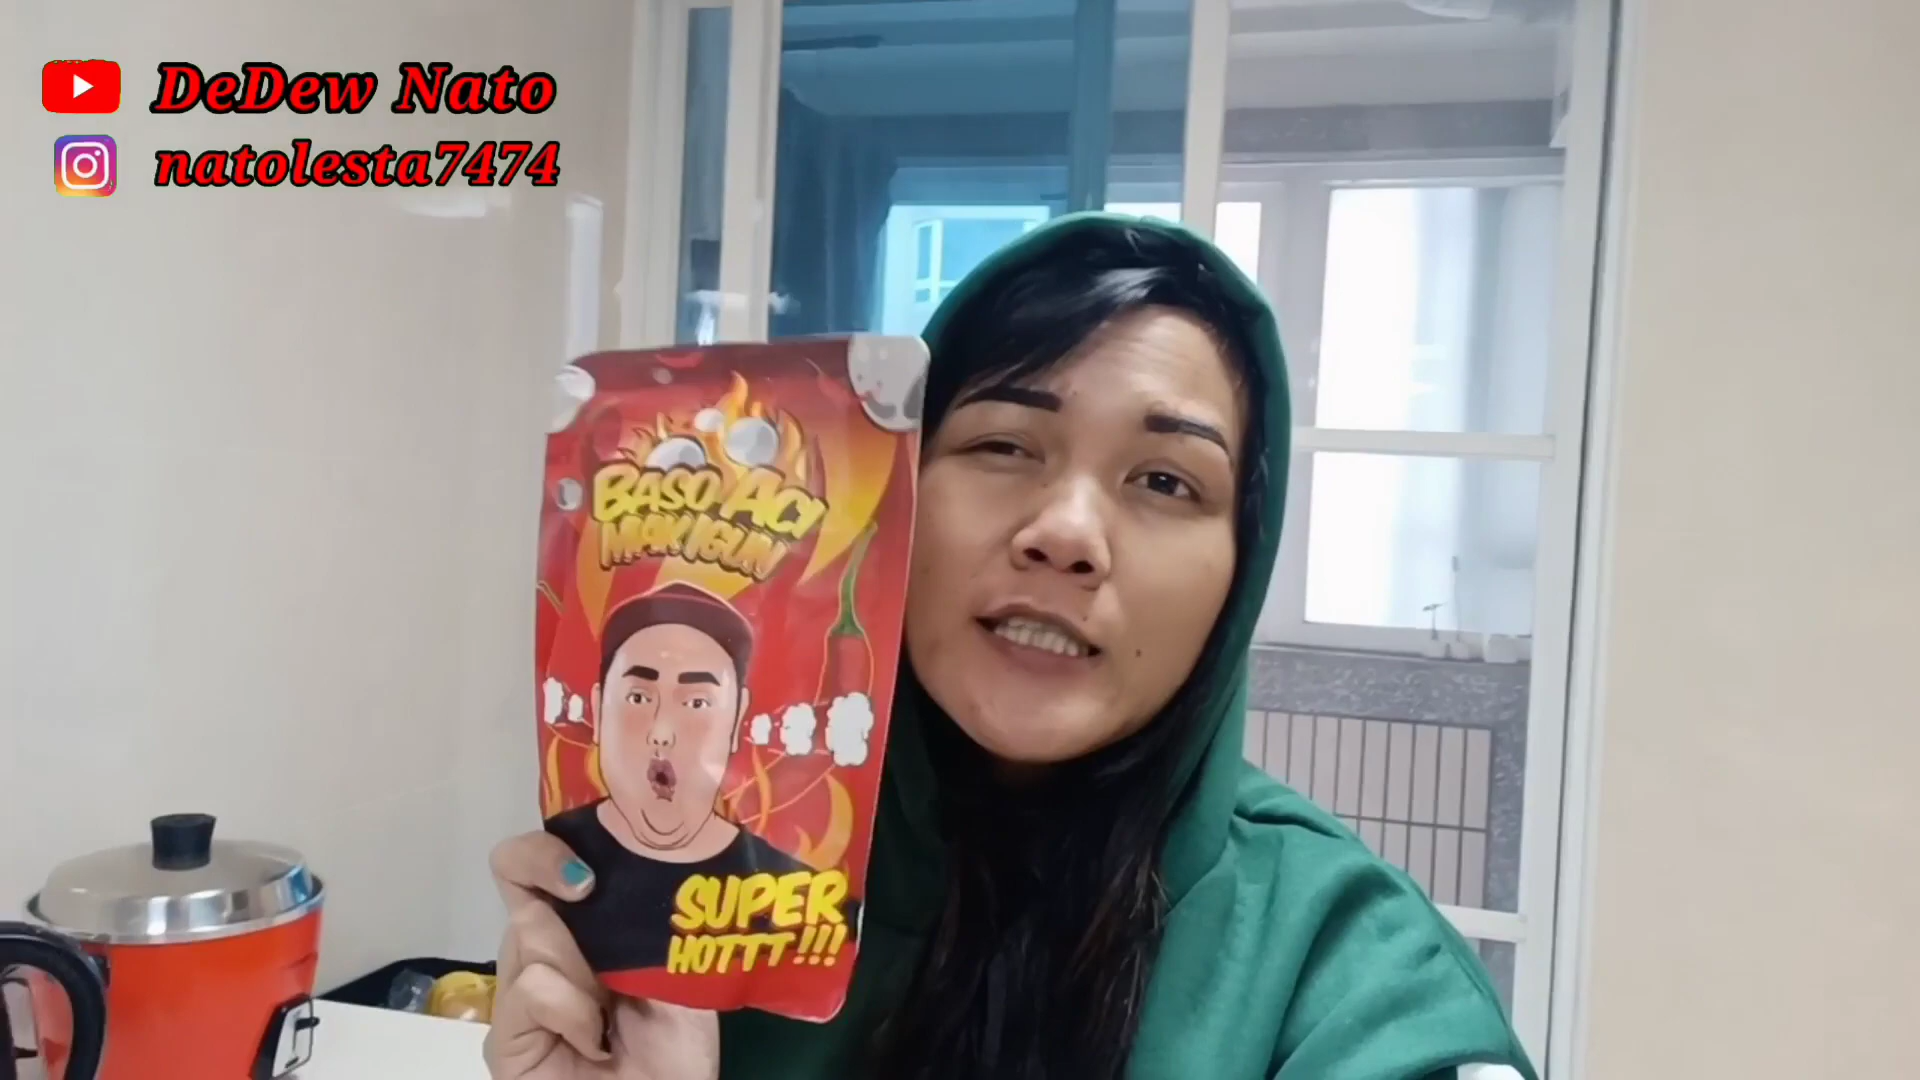 DeDew Nato
natolesta7474
BASO ACI
MAK IGUN
SUPER
HOTTT!!!